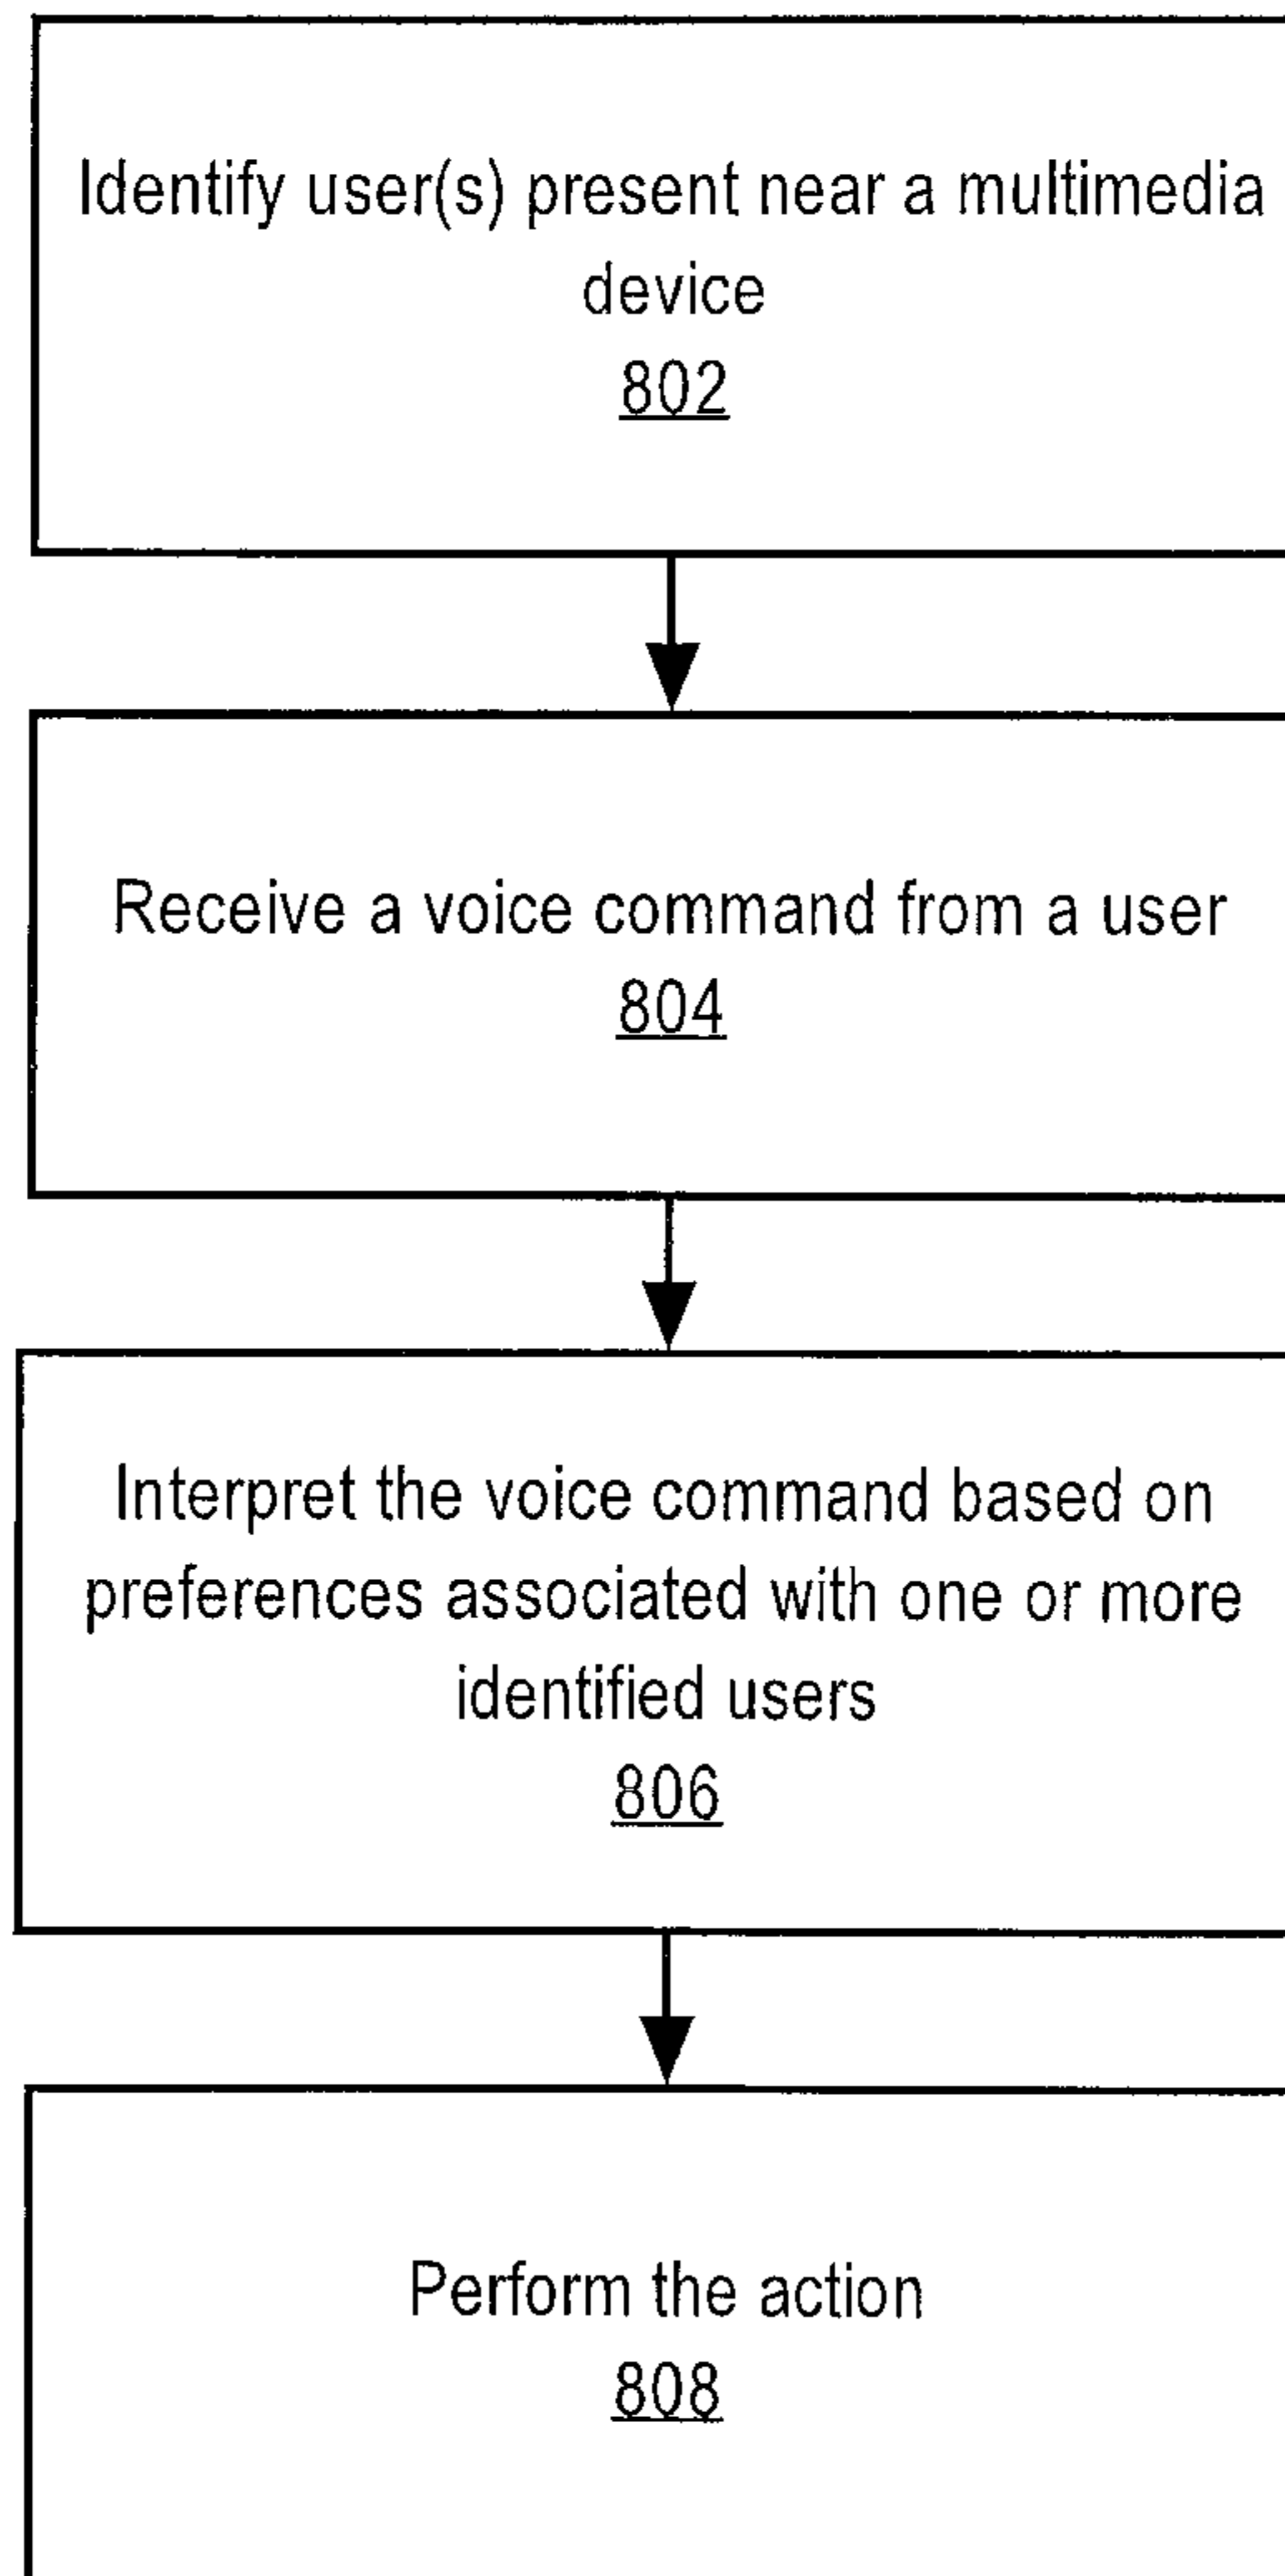 Identify user(s) present near a multimedia
device
802
Receive a voice command from a user
804
Interpret the voice command based on
preferences associated with one or more
identified users
806
Perform the action
808